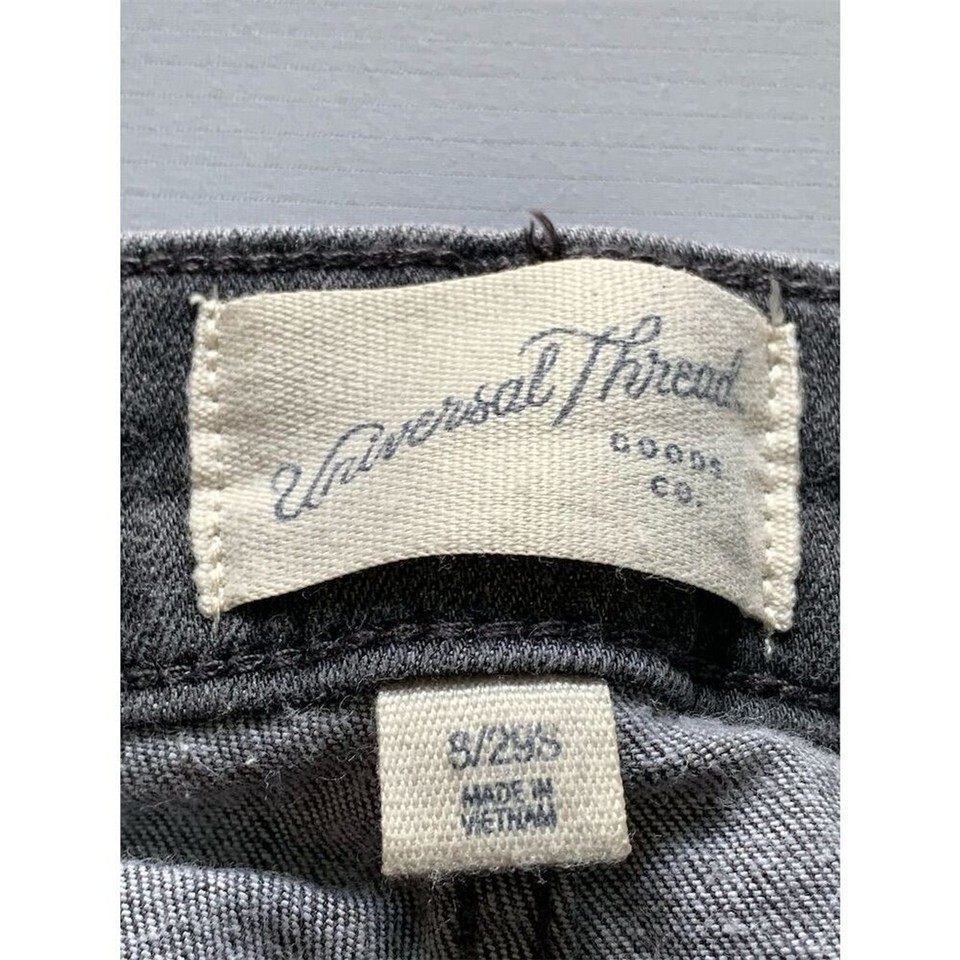 Universal Thread
GOODS
CO.
8/29S
MADE IN
VIETNAM